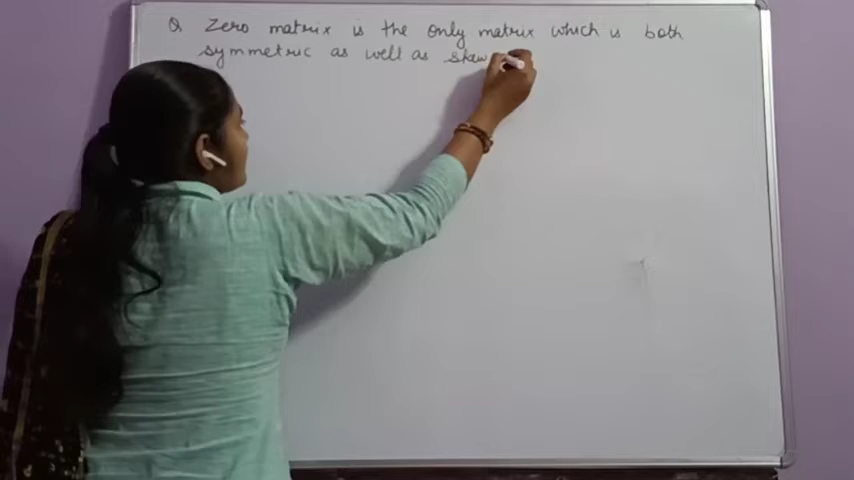 Q Zero matrix is the only matrix which is both
symmetric as well as skew